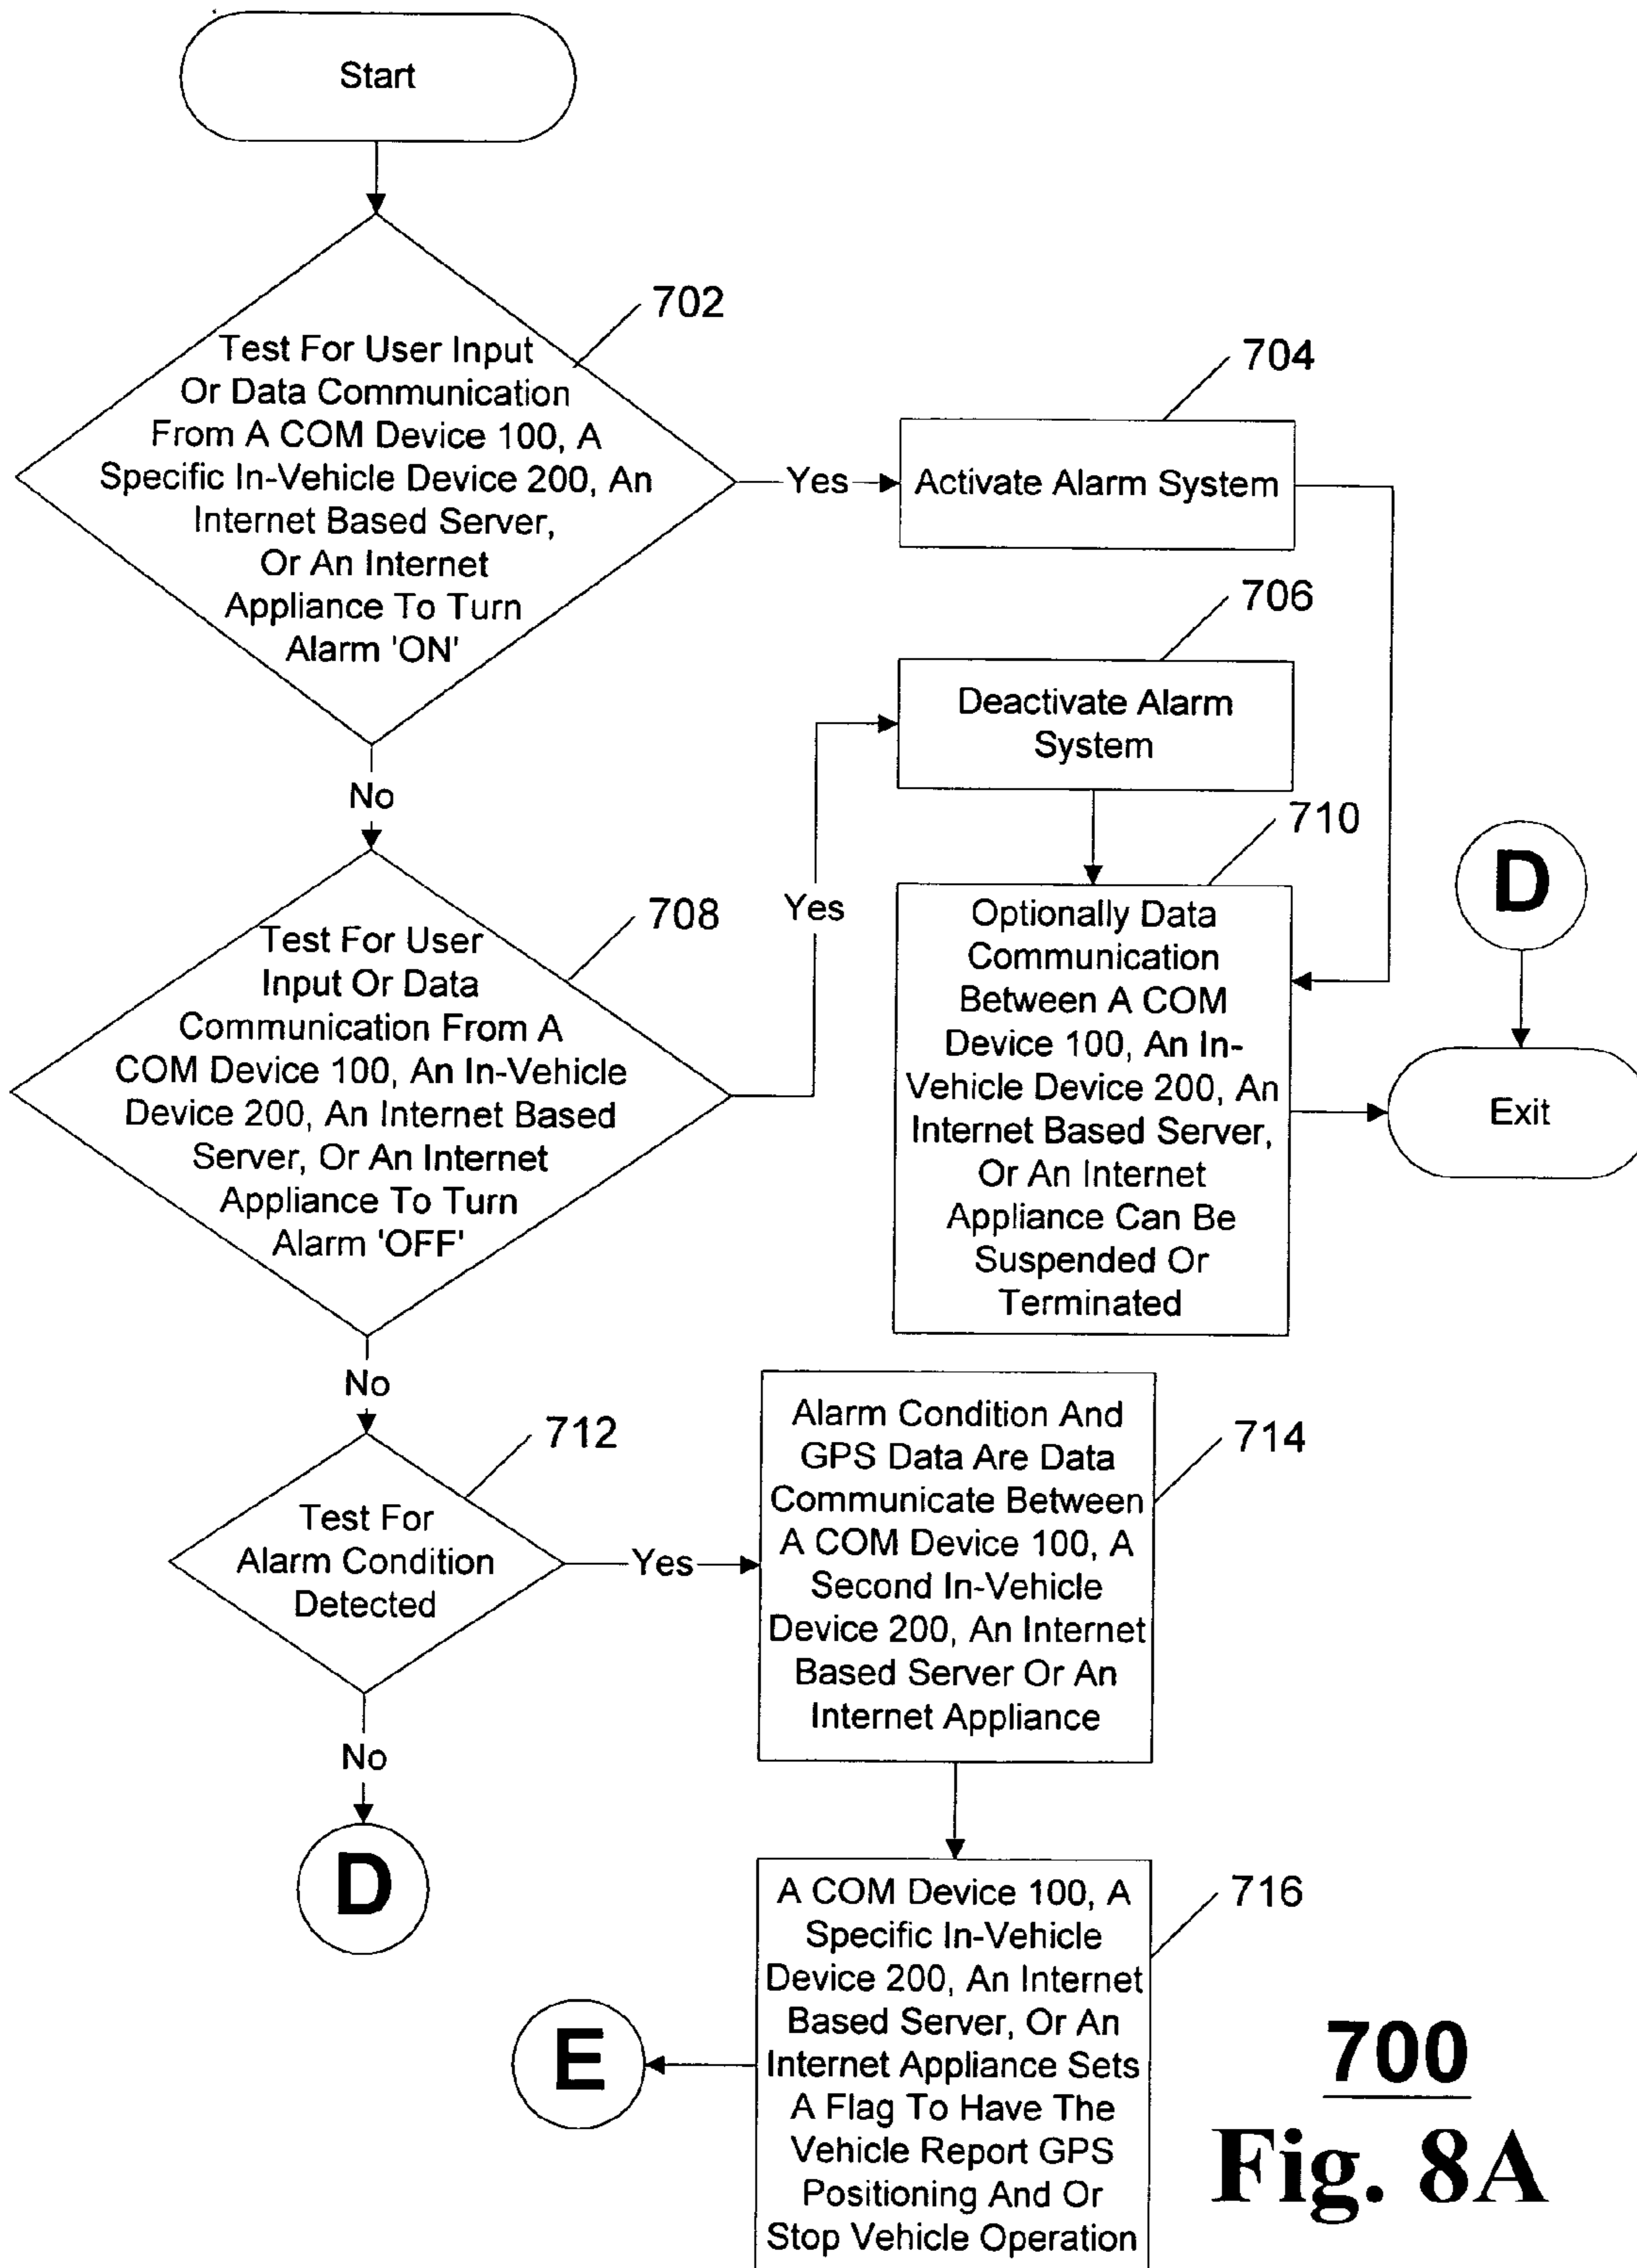 Start
702
Test For User Input
Or Data Communication
From A COM Device 100, A
Specific In-Vehicle Device 200, An
Internet Based Server,
Or An Internet
Appliance To Turn
Alarm 'ON'
Yes
704
Activate Alarm System
706
Deactivate Alarm
System
No
708
Test For User
Input Or Data
Communication From A
COM Device 100, An In-Vehicle
Device 200, An Internet Based
Server, Or An Internet
Appliance To Turn
Alarm 'OFF'
Yes
710
Optionally Data
Communication
Between A COM
Device 100, An In-
Vehicle Device 200, An
Internet Based Server,
Or An Internet
Appliance Can Be
Suspended Or
Terminated
D
Exit
No
712
Test For
Alarm Condition
Detected
Yes
714
Alarm Condition And
GPS Data Are Data
Communicate Between
A COM Device 100, A
Second In-Vehicle
Device 200, An Internet
Based Server Or An
Internet Appliance
No
D
716
A COM Device 100, A
Specific In-Vehicle
Device 200, An Internet
Based Server, Or An
Internet Appliance Sets
A Flag To Have The
Vehicle Report GPS
Positioning And Or
Stop Vehicle Operation
E
700
Fig. 8A